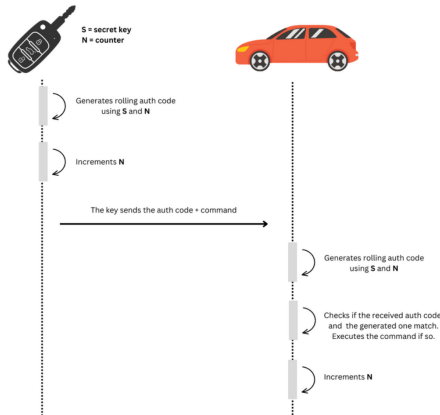 S = secret key
N = counter
Generates rolling auth code
using S and N
Increments N
The key sends the auth code + command
Generates rolling auth code
using S and N
Checks if the received auth code
and the generated one match.
Executes the command if so.
Increments N